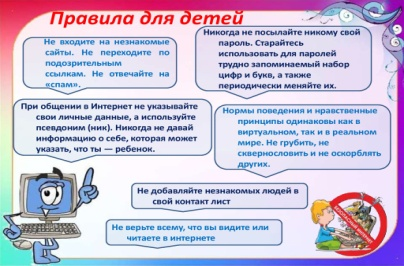 Правила для детей
Не входите на незнакомые
сайты. Не переходите по
подозрительным
ссылкам. Не отвечайте на
«спам».
Никогда не посылайте никому свой
пароль. Старайтесь
использовать для паролей
трудно запоминаемый набор
цифр и букв, а также
периодически меняйте их.
При общении в Интернет не указывайте
свои личные данные, а используйте
псевдоним (ник). Никогда не давай
информацию о себе, которая может
указать, что ты — ребенок.
Нормы поведения и нравственные
принципы одинаковы как в
виртуальном, так и в реальном
мире. Не грубить, не
сквернословить и не оскорблять
других.
Не добавляйте незнакомых людей в
свой контакт лист
Не верьте всему, что вы видите или
читаете в интернете